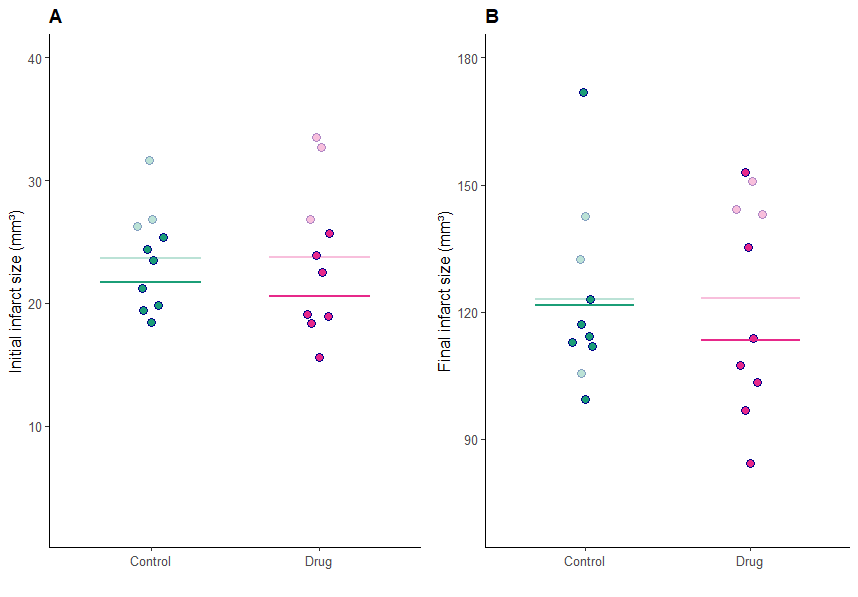 A
Initial infarct size (mm³)
40
30
20
10
Control
Drug
B
Final infarct size (mm³)
180
150
120
90
Control
Drug